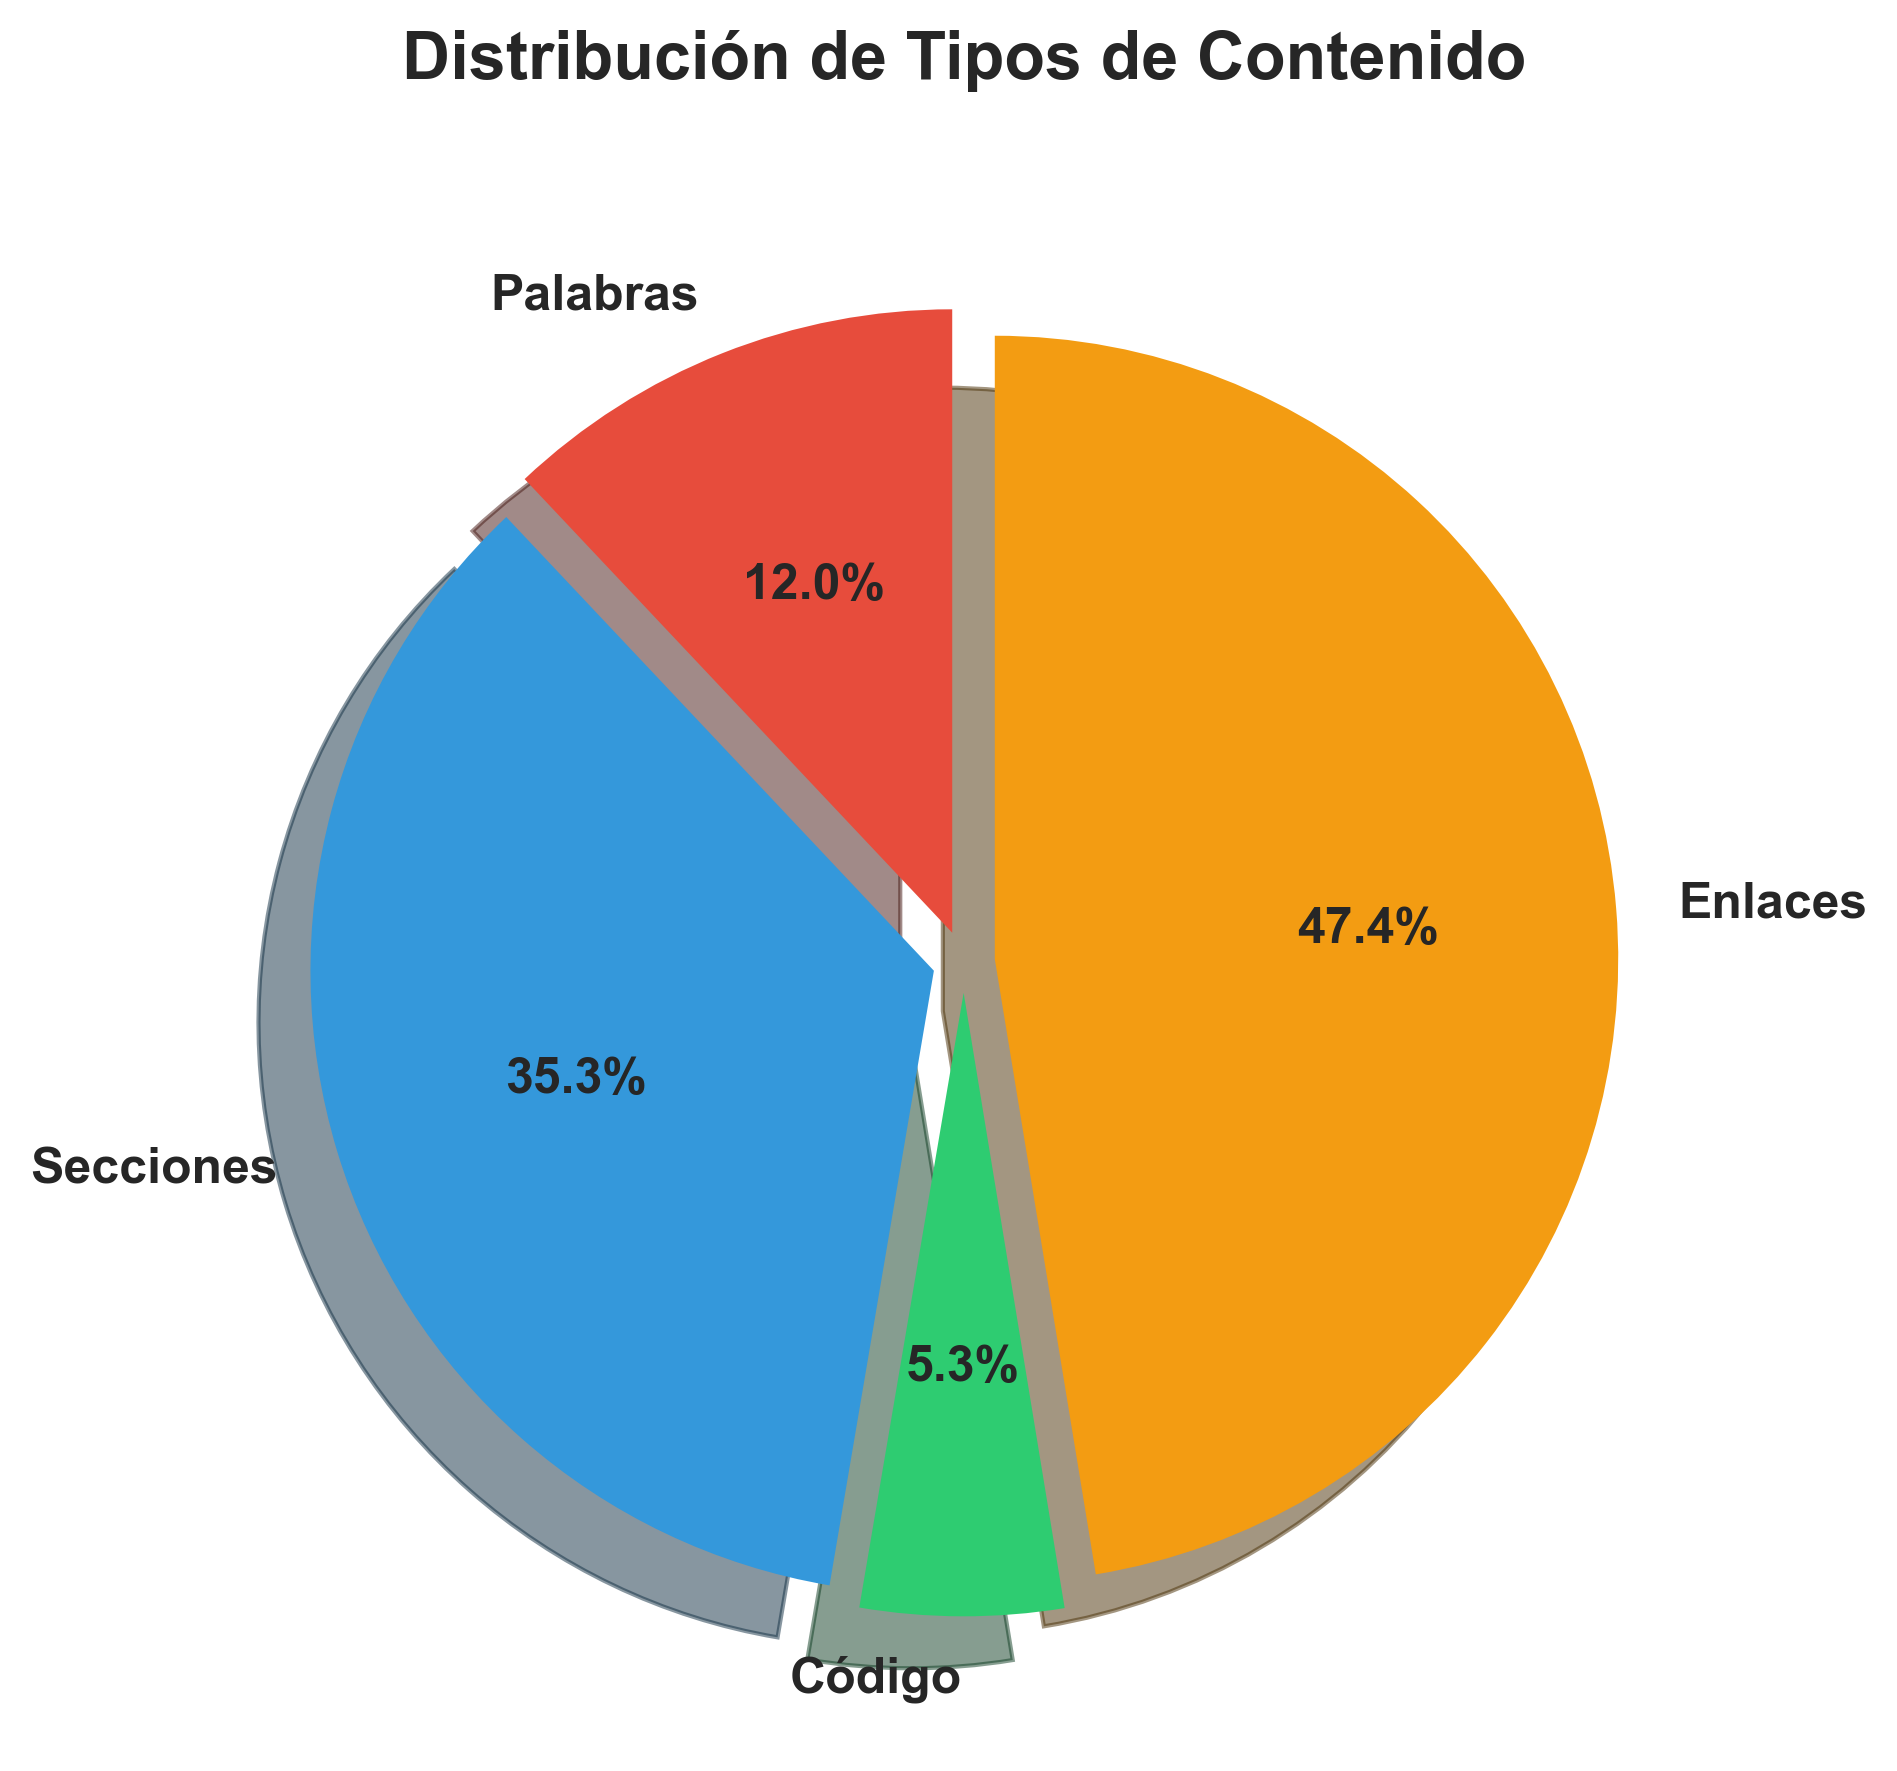 Distribución de Tipos de Contenido
Palabras
12.0%
47.4%
Enlaces
35.3%
Secciones
5.3%
Código